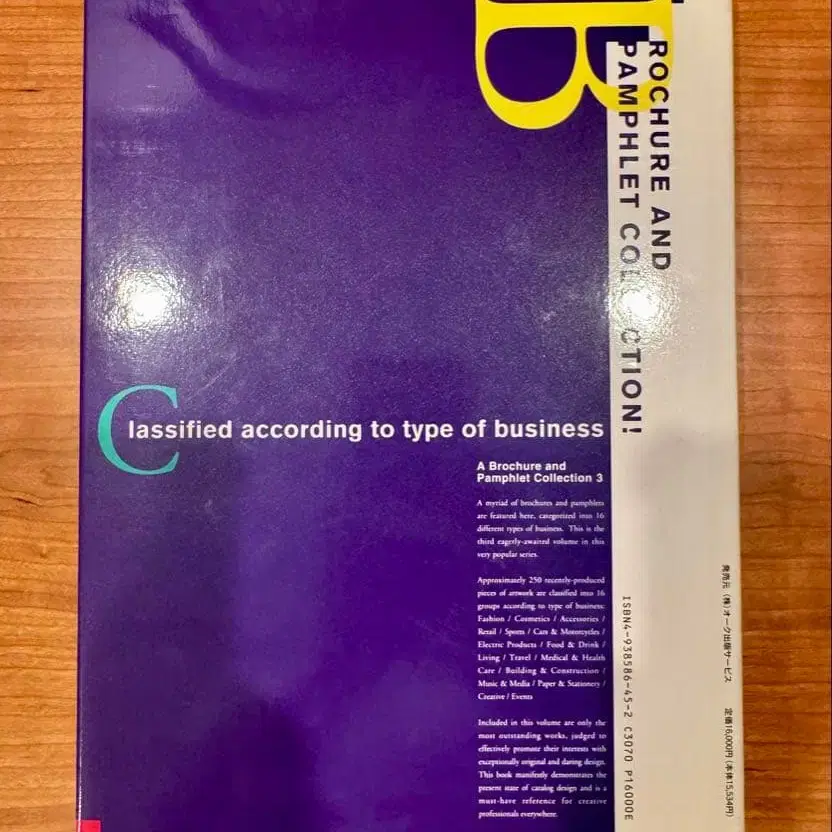 BROCHURE AND
PAMPHLET COLLECTION!
Classified according to type of business
A Brochure and
Pamphlet Collection 3
A myriad of brochures and pamphlets
are featured here, categorized into 16
different types of business. This is the
third eagerly-awaited volume in this
very popular series.
Approximately 250 recently-produced
pieces of artwork are classified into 16
groups according to type of business:
Fashion / Cosmetics / Accessories /
Retail / Sports / Cars & Motorcycles /
Electric Products / Food & Drink /
Living / Travel / Medical & Health
Care / Building & Construction /
Music & Media / Paper & Stationery /
Creative / Events
Included in this volume are only the
most outstanding works, judged to
effectively promote their interests with
exceptionally original and daring design.
This book manifestly demonstrates the
present state of catalog design and is a
must-have reference for creative
professionals everywhere.
ISBN4-938586-45-2 C3070 P16000E
発売元 (株)オーク出版サービス 定価16,000円(本体15,534円)